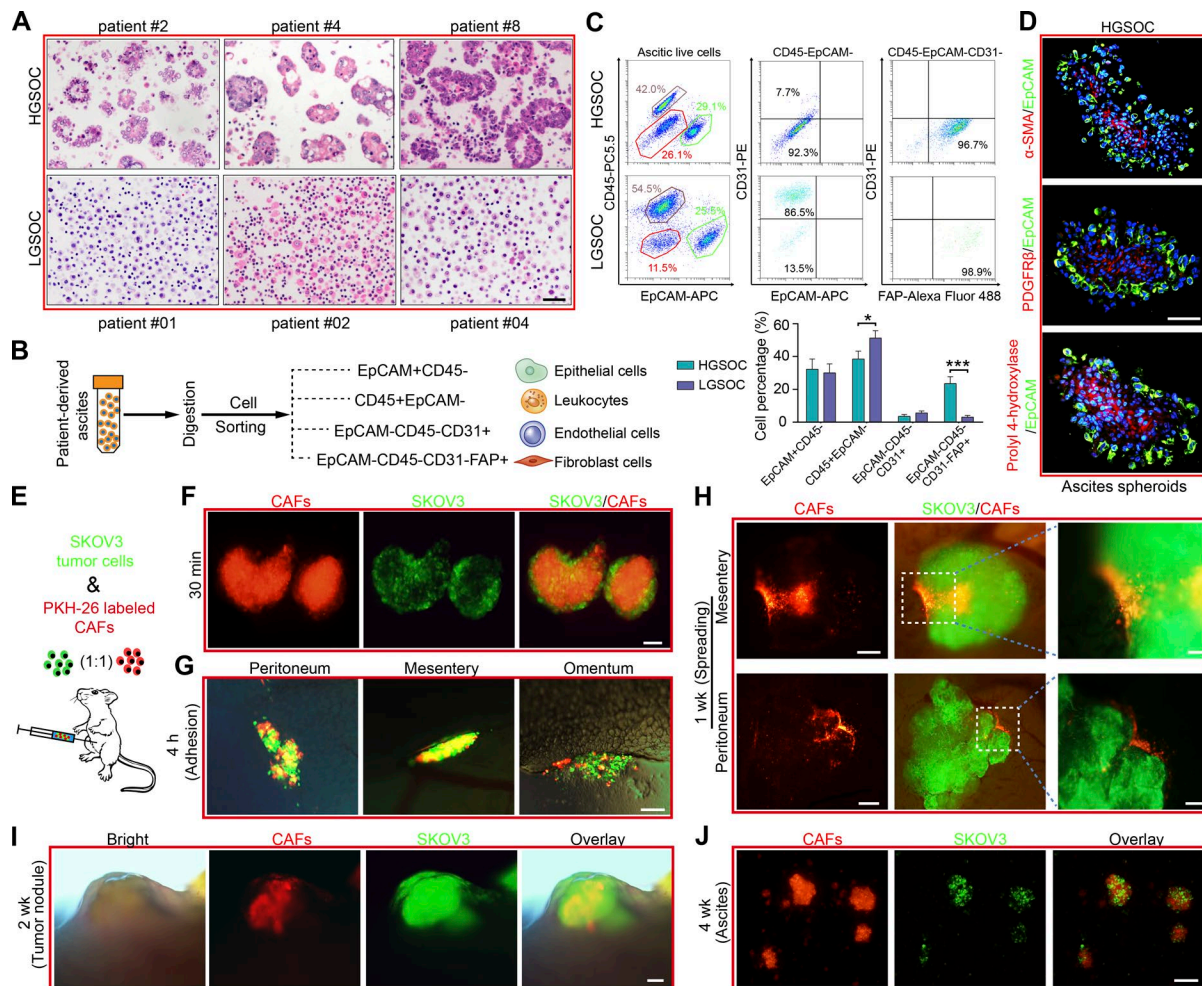 A
patient #2
patient #4
patient #8
HGSOC
LGSOC
patient #01
patient #02
patient #04
B
Patient-derived
ascites
Digestion
Cell
Sorting
EpCAM+CD45-
CD45+EpCAM-
EpCAM-CD45-CD31+
EpCAM-CD45-CD31-FAP+
Epithelial cells
Leukocytes
Endothelial cells
Fibroblast cells
C
Ascitic live cells
CD45-EpCAM-
CD45-EpCAM-CD31-
HGSOC
LGSOC
CD45-PC5.5
42.0%
29.1%
26.1%
54.5%
25.6%
11.5%
EpCAM-APC
CD31-PE
7.7%
92.3%
86.5%
13.5%
EpCAM-APC
CD31-PE
96.7%
98.9%
FAP-Alexa Fluor 488
Cell percentage (%)
60
40
20
0
*
***
HGSOC
LGSOC
EpCAM+CD45-
CD45+EpCAM-
EpCAM-CD45-
CD31+
EpCAM-CD45-
CD31-FAP+
D
HGSOC
α-SMA/EpCAM
PDGFRβ/EpCAM
Prolyl 4-hydroxylase
/EpCAM
Ascites spheroids
E
SKOV3
tumor cells
&
PKH-26 labeled
CAFs
(1:1)
F
CAFs
SKOV3
SKOV3/CAFs
30 min
G
Peritoneum
Mesentery
Omentum
4 h
(Adhesion)
H
CAFs
SKOV3/CAFs
1 wk (Spreading)
Mesentery
Peritoneum
I
Bright
CAFs
SKOV3
Overlay
2 wk
(Tumor nodule)
J
CAFs
SKOV3
Overlay
4 wk
(Ascites)